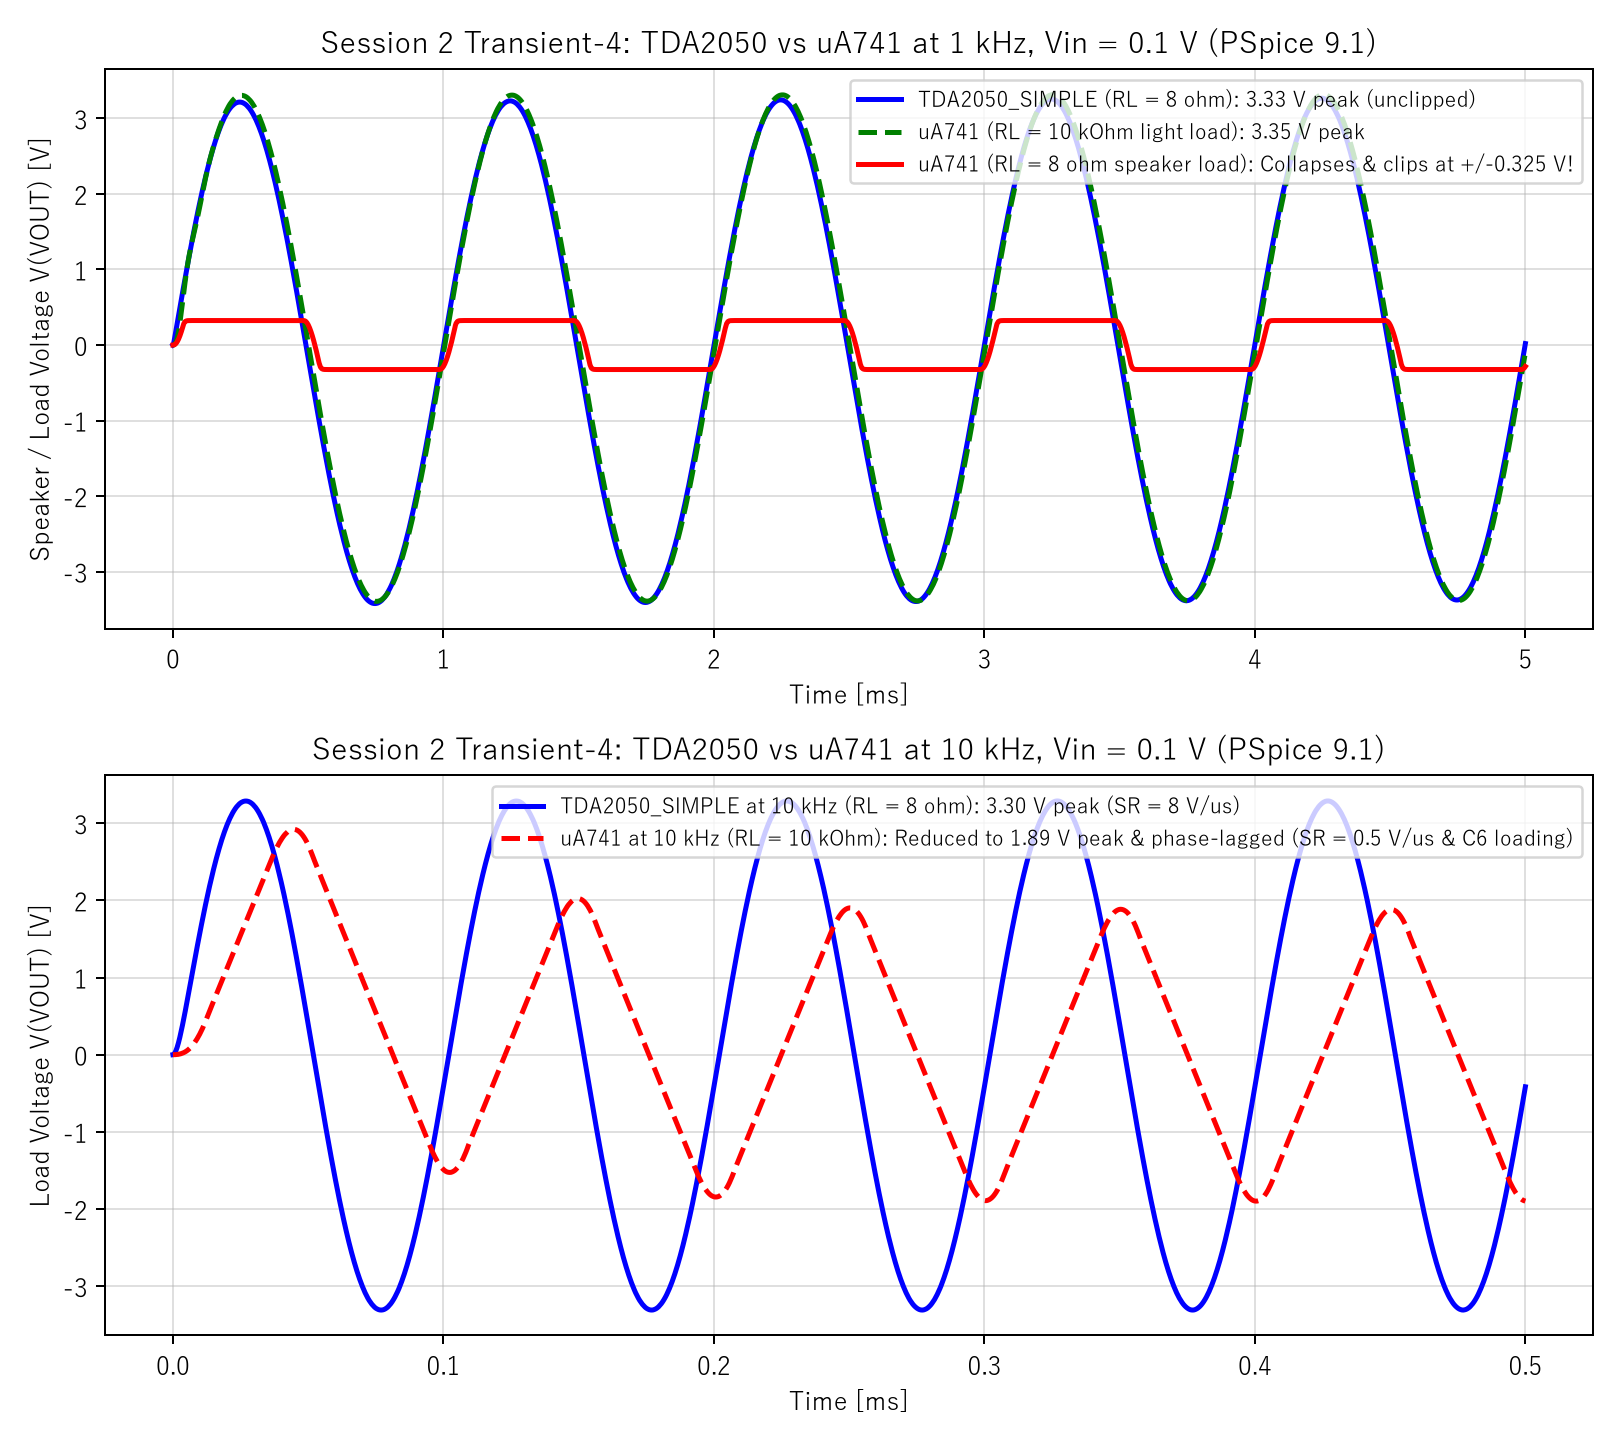 Session 2 Transient-4: TDA2050 vs uA741 at 1 kHz, Vin = 0.1 V (PSpice 9.1)
TDA2050_SIMPLE (RL = 8 ohm): 3.33 V peak (unclipped)
uA741 (RL = 10 kOhm light load): 3.35 V peak
uA741 (RL = 8 ohm speaker load): Collapses & clips at +/-0.325 V!
Speaker / Load Voltage V(VOUT) [V]
3
2
1
0
-1
-2
-3
0 1 2 3 4 5
Time [ms]
Session 2 Transient-4: TDA2050 vs uA741 at 10 kHz, Vin = 0.1 V (PSpice 9.1)
TDA2050_SIMPLE at 10 kHz (RL = 8 ohm): 3.30 V peak (SR = 8 V/us)
uA741 at 10 kHz (RL = 10 kOhm): Reduced to 1.89 V peak & phase-lagged (SR = 0.5 V/us & C6 loading)
Load Voltage V(VOUT) [V]
3
2
1
0
-1
-2
-3
0.0 0.1 0.2 0.3 0.4 0.5
Time [ms]